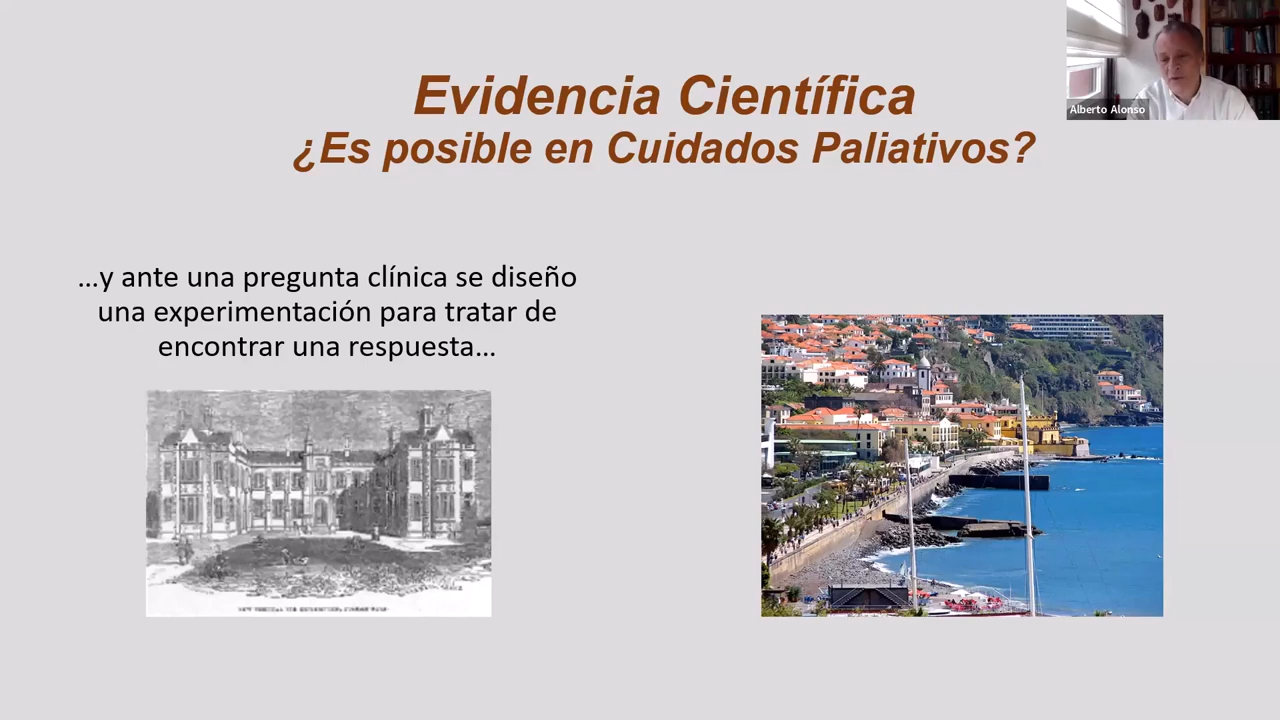 Evidencia Científica
¿Es posible en Cuidados Paliativos?
Alberto Alonso
...y ante una pregunta clínica se diseño
una experimentación para tratar de
encontrar una respuesta...